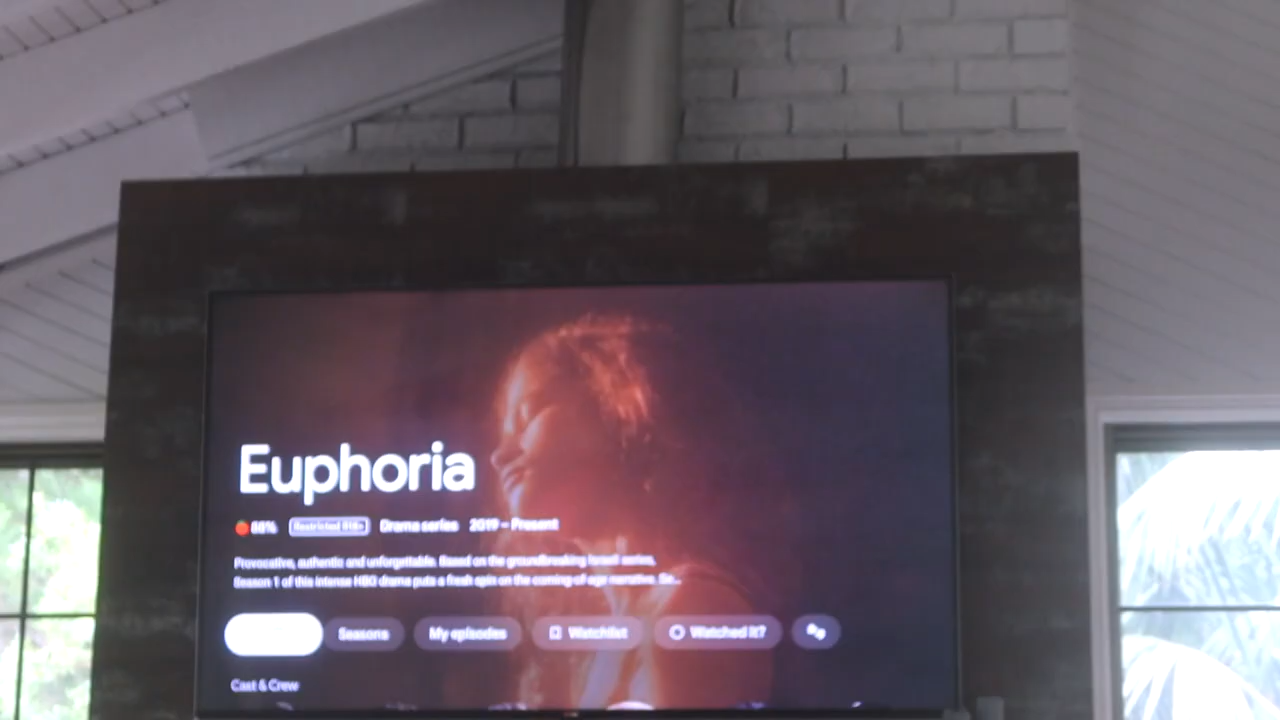 Euphoria
Drama series 2019 – Present
Provocative, authentic and unforgettable. Based on the groundbreaking Israeli series,
Season 1 of this intense HBO drama puts a fresh spin on the coming-of-age narrative. Se...
Seasons My episodes Watchlist Watched it?
Cast & Crew